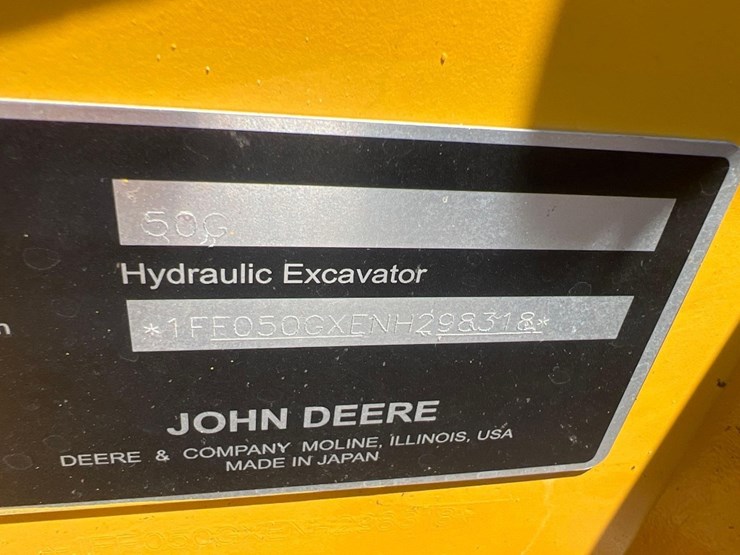 50G
Hydraulic Excavator
*1FF050GXENH298318*
JOHN DEERE
DEERE & COMPANY MOLINE, ILLINOIS, USA
MADE IN JAPAN